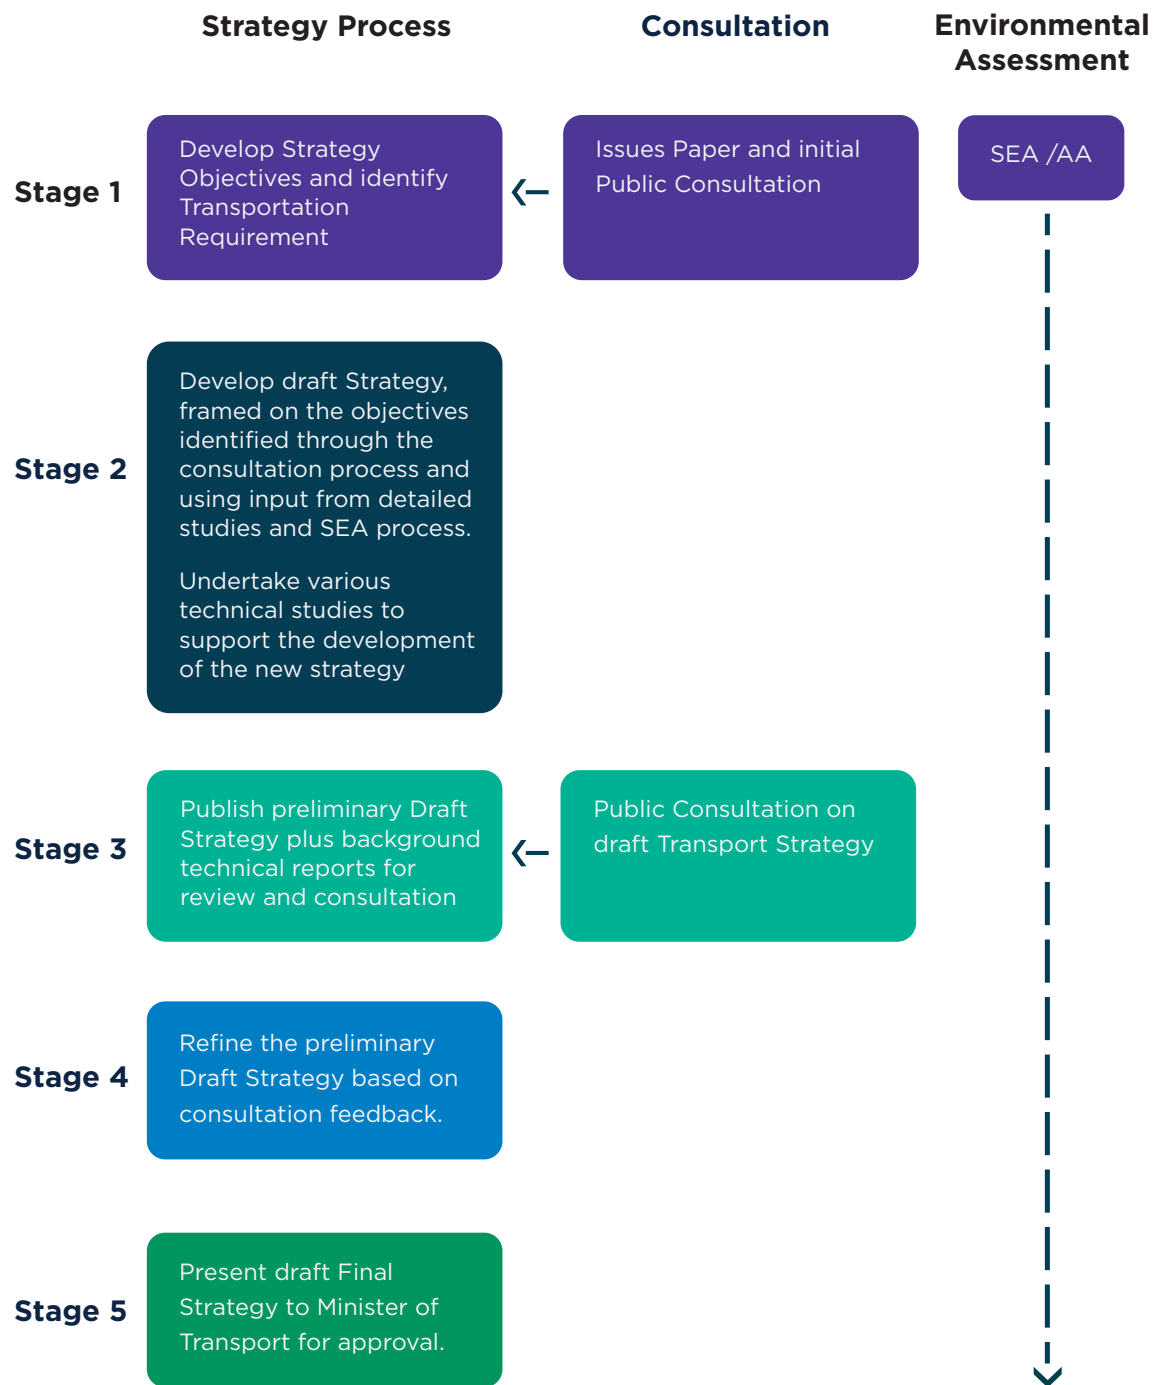 Strategy Process
Consultation
Environmental
Assessment
Stage 1
Develop Strategy
Objectives and identify
Transportation
Requirement
Issues Paper and initial
Public Consultation
SEA /AA
Stage 2
Develop draft Strategy,
framed on the objectives
identified through the
consultation process and
using input from detailed
studies and SEA process.
Undertake various
technical studies to
support the development
of the new strategy
Stage 3
Publish preliminary Draft
Strategy plus background
technical reports for
review and consultation
Public Consultation on
draft Transport Strategy
Stage 4
Refine the preliminary
Draft Strategy based on
consultation feedback.
Stage 5
Present draft Final
Strategy to Minister of
Transport for approval.